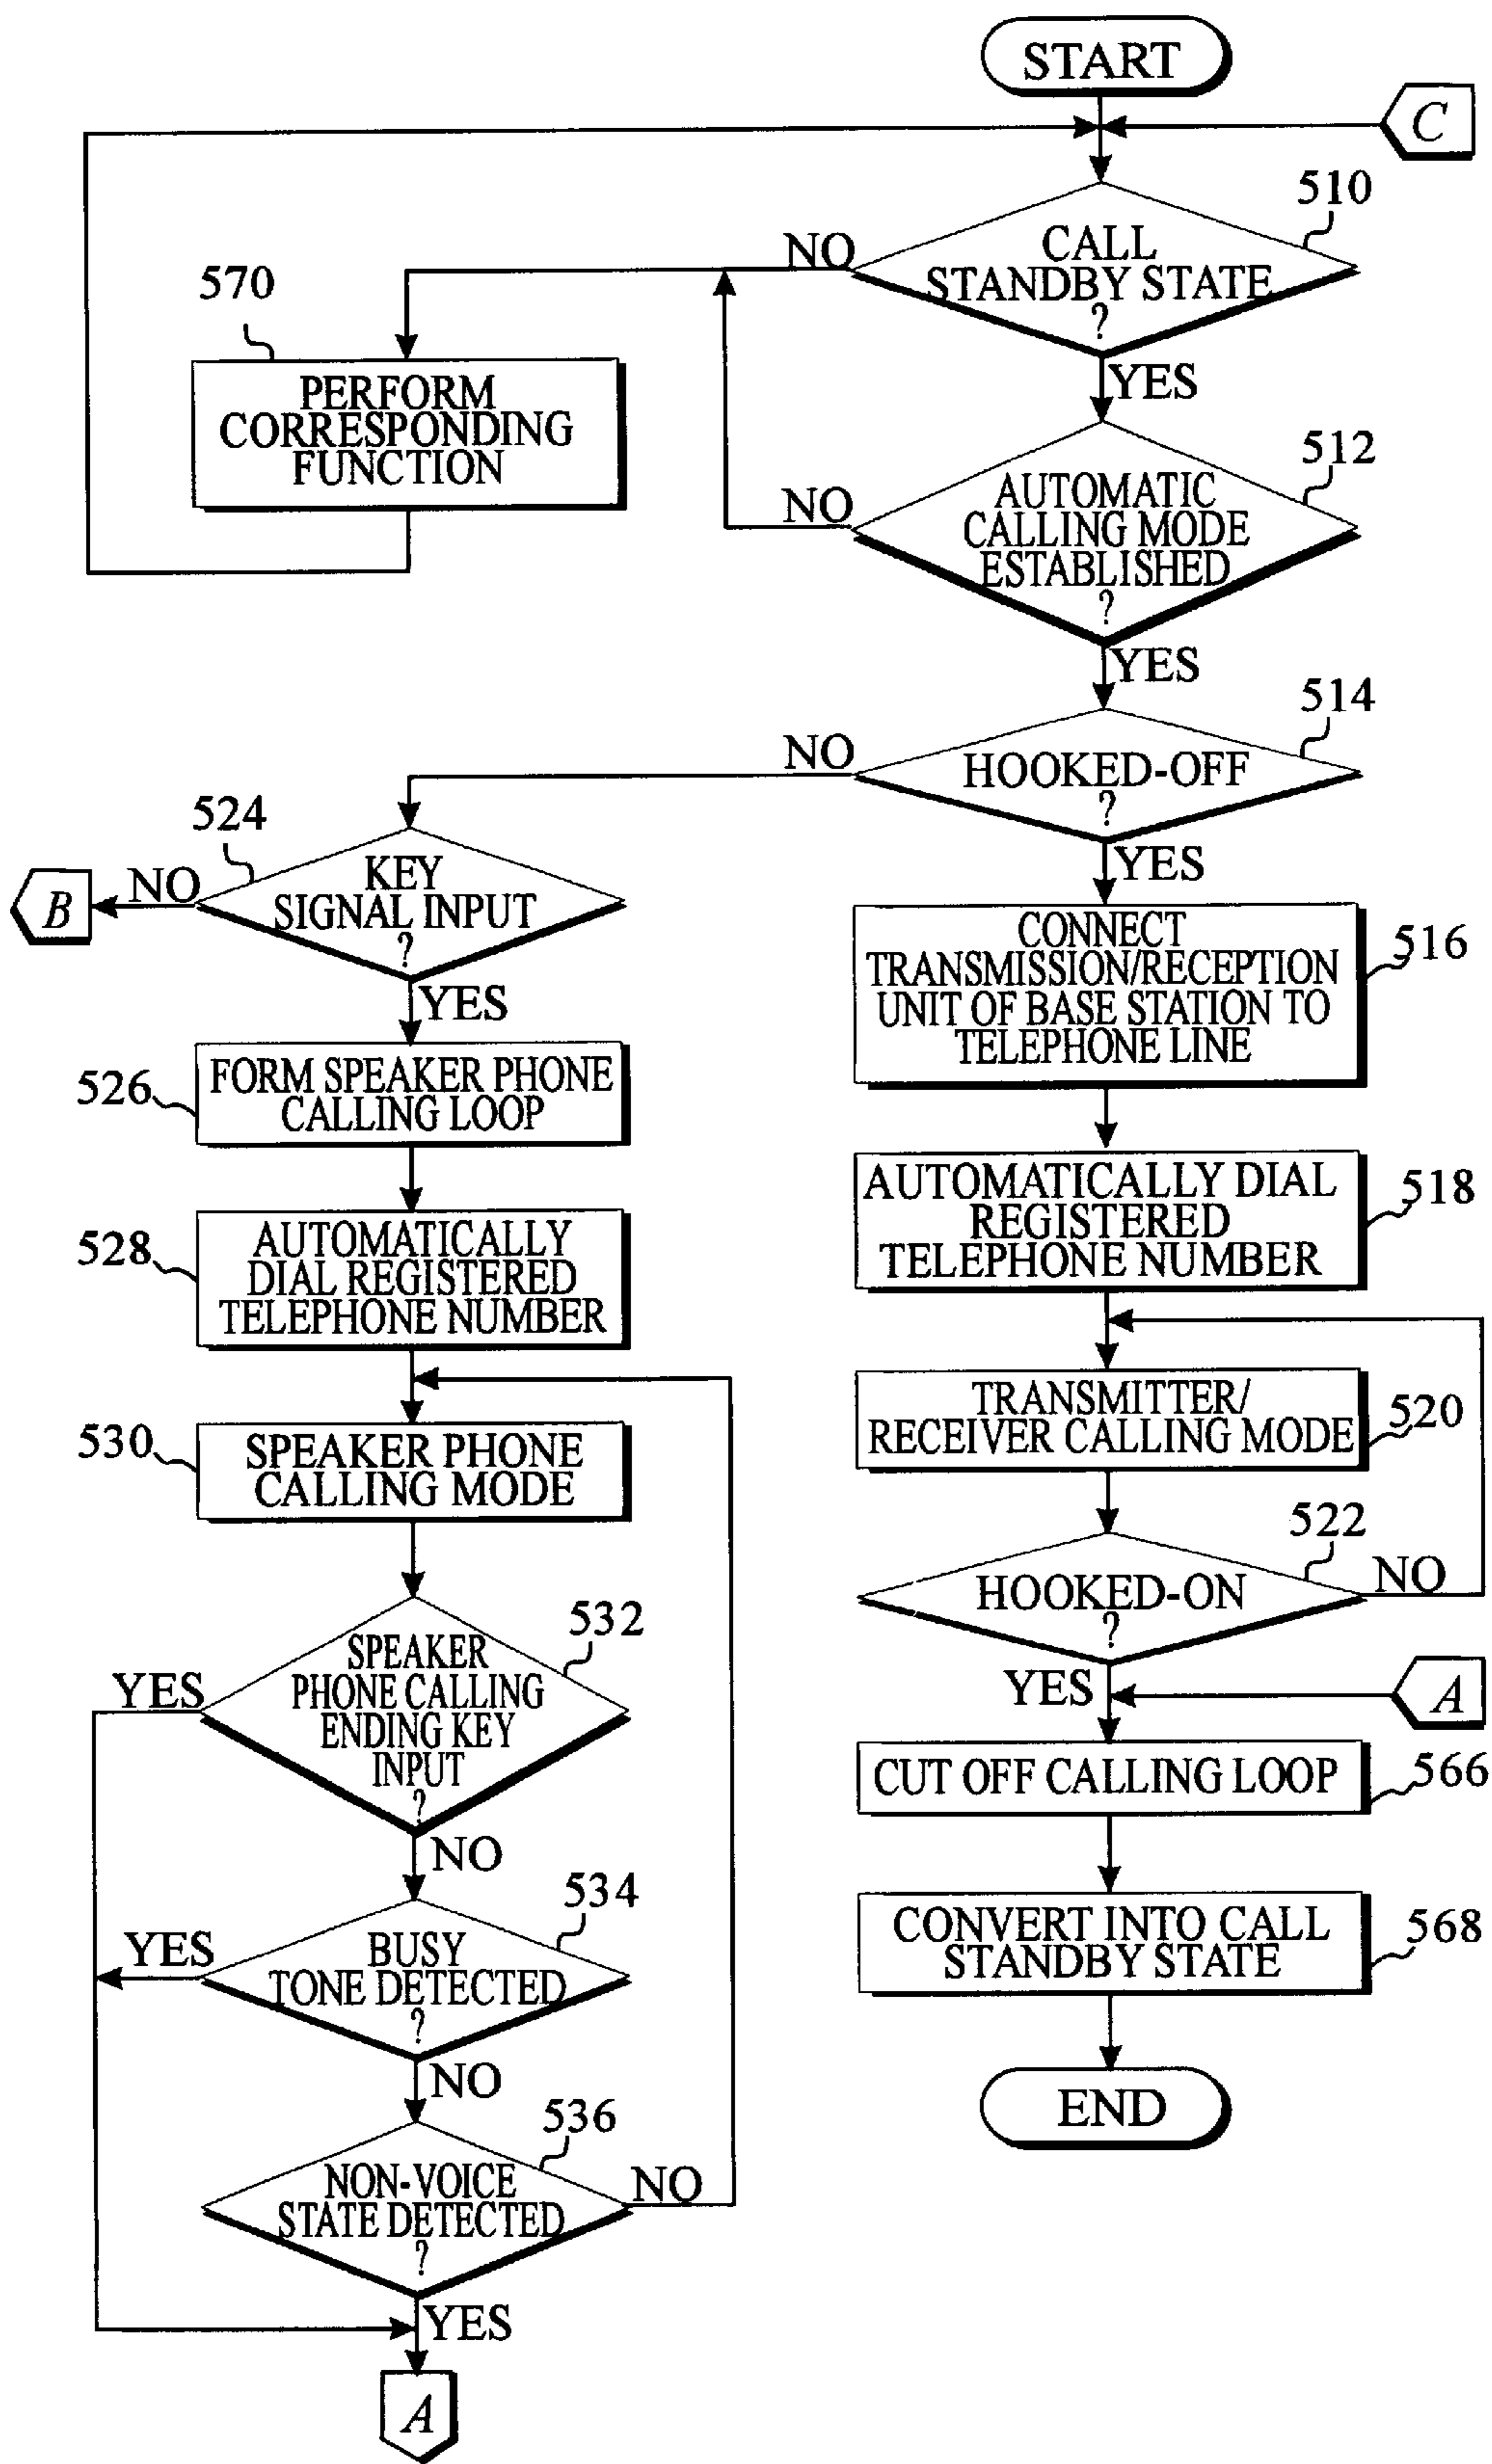 START
C
510
CALL
STANDBY STATE
?
NO
YES
570
PERFORM
CORRESPONDING
FUNCTION
512
AUTOMATIC
CALLING MODE
ESTABLISHED
?
NO
YES
514
HOOKED-OFF
?
NO
YES
524
KEY
SIGNAL INPUT
?
NO
B
YES
516
CONNECT
TRANSMISSION/RECEPTION
UNIT OF BASE STATION TO
TELEPHONE LINE
526
FORM SPEAKER PHONE
CALLING LOOP
518
AUTOMATICALLY DIAL
REGISTERED
TELEPHONE NUMBER
528
AUTOMATICALLY
DIAL REGISTERED
TELEPHONE NUMBER
520
TRANSMITTER/
RECEIVER CALLING MODE
530
SPEAKER PHONE
CALLING MODE
522
HOOKED-ON
?
NO
YES
A
532
SPEAKER
PHONE CALLING
ENDING KEY
INPUT
?
YES
NO
566
CUT OFF CALLING LOOP
534
BUSY
TONE DETECTED
?
YES
NO
568
CONVERT INTO CALL
STANDBY STATE
END
536
NON-VOICE
STATE DETECTED
?
NO
YES
A